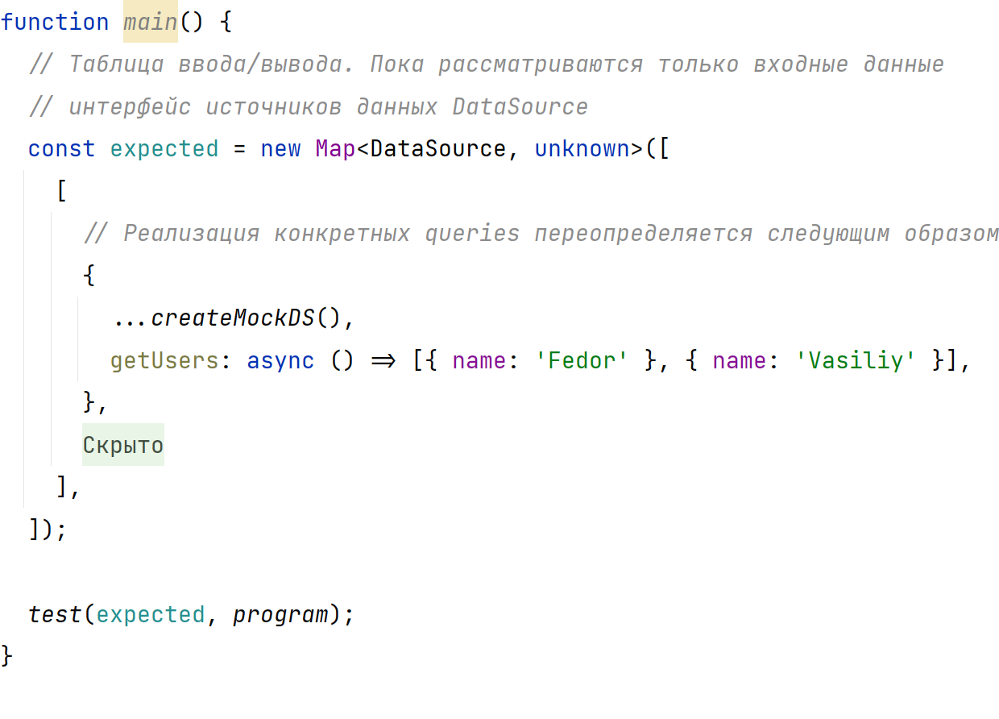 function main() {
// Таблица ввода/вывода. Пока рассматриваются только входные данные
// интерфейс источников данных DataSource
const expected = new Map<DataSource, unknown>([
[
// Реализация конкретных queries переопределяется следующим образом
{
...createMockDS(),
getUsers: async () => [{ name: 'Fedor' }, { name: 'Vasiliy' }],
},
Скрыто
],
]);
test(expected, program);
}